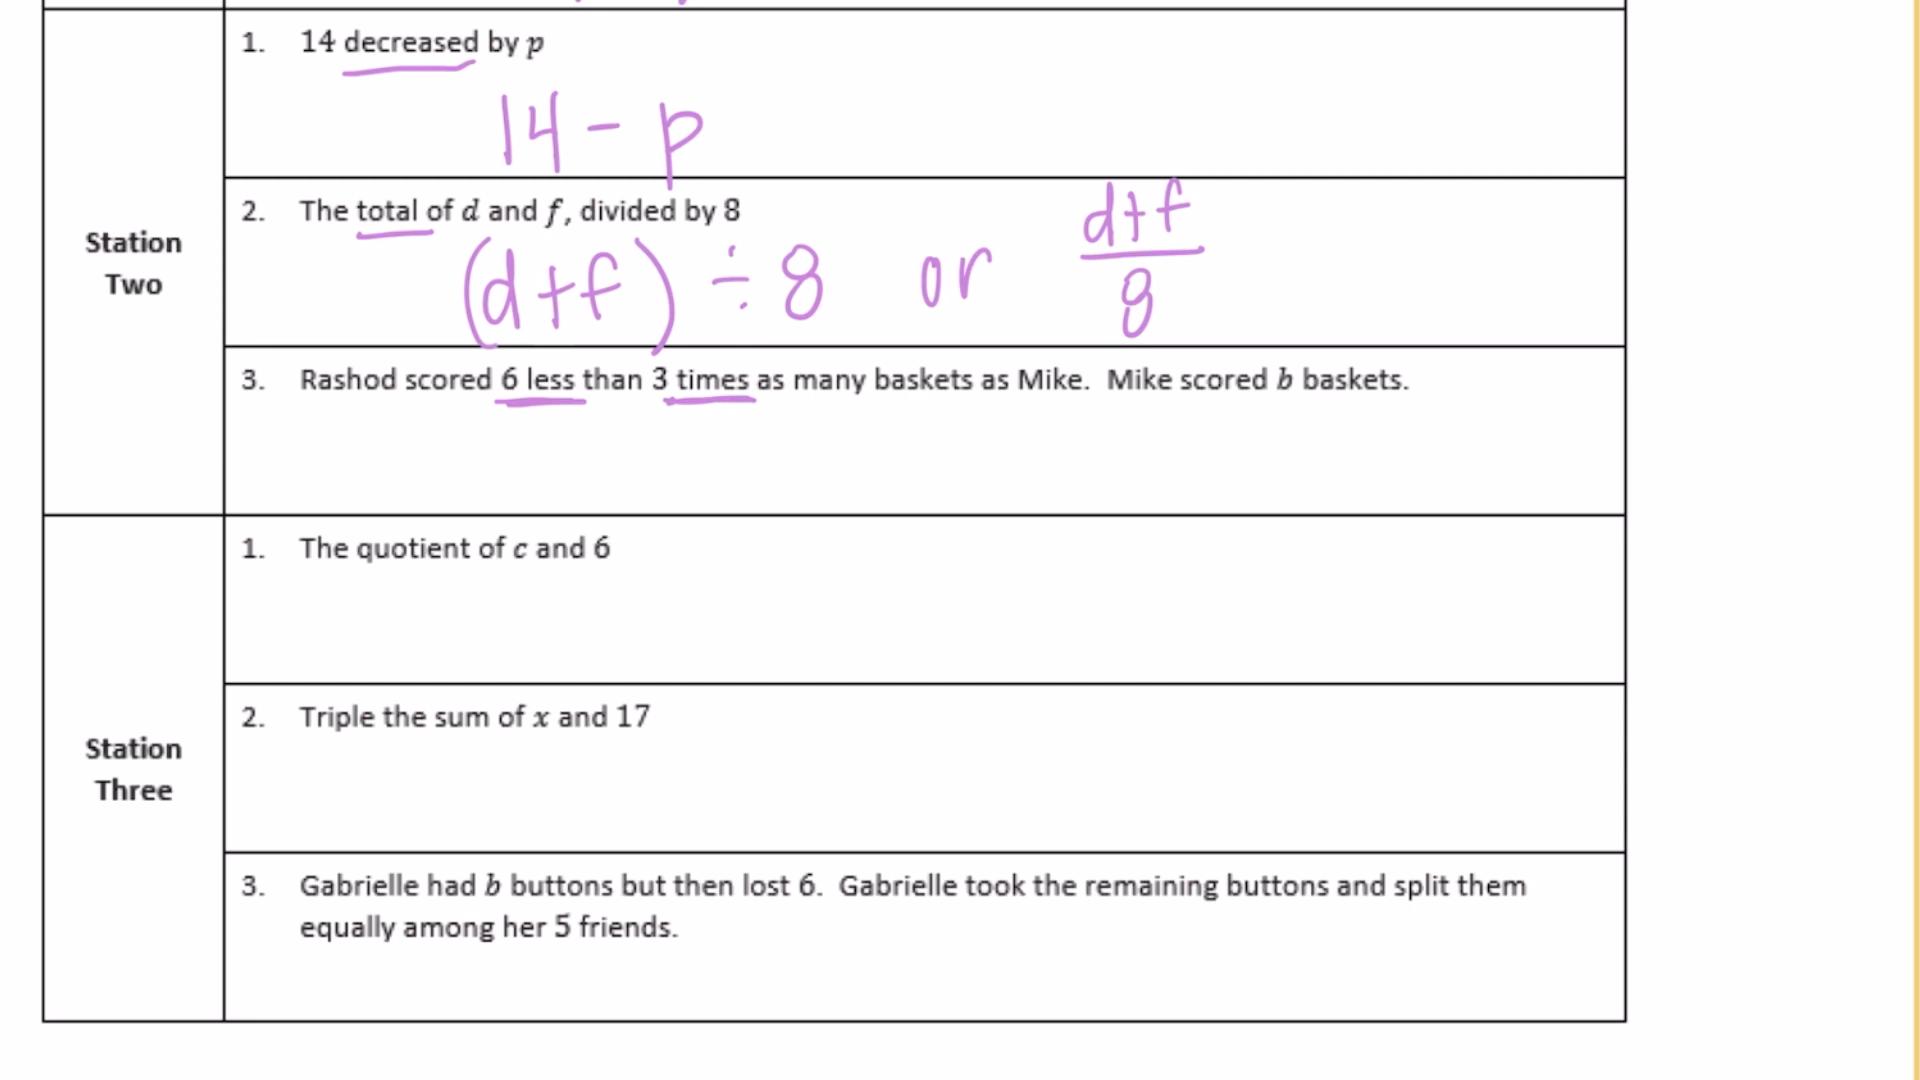 1. 14 decreased by p
14 - p
Station Two
2. The total of d and f, divided by 8
(d+f) ÷ 8 or d+f/8
3. Rashod scored 6 less than 3 times as many baskets as Mike. Mike scored b baskets.
1. The quotient of c and 6
Station Three
2. Triple the sum of x and 17
3. Gabrielle had b buttons but then lost 6. Gabrielle took the remaining buttons and split them
equally among her 5 friends.